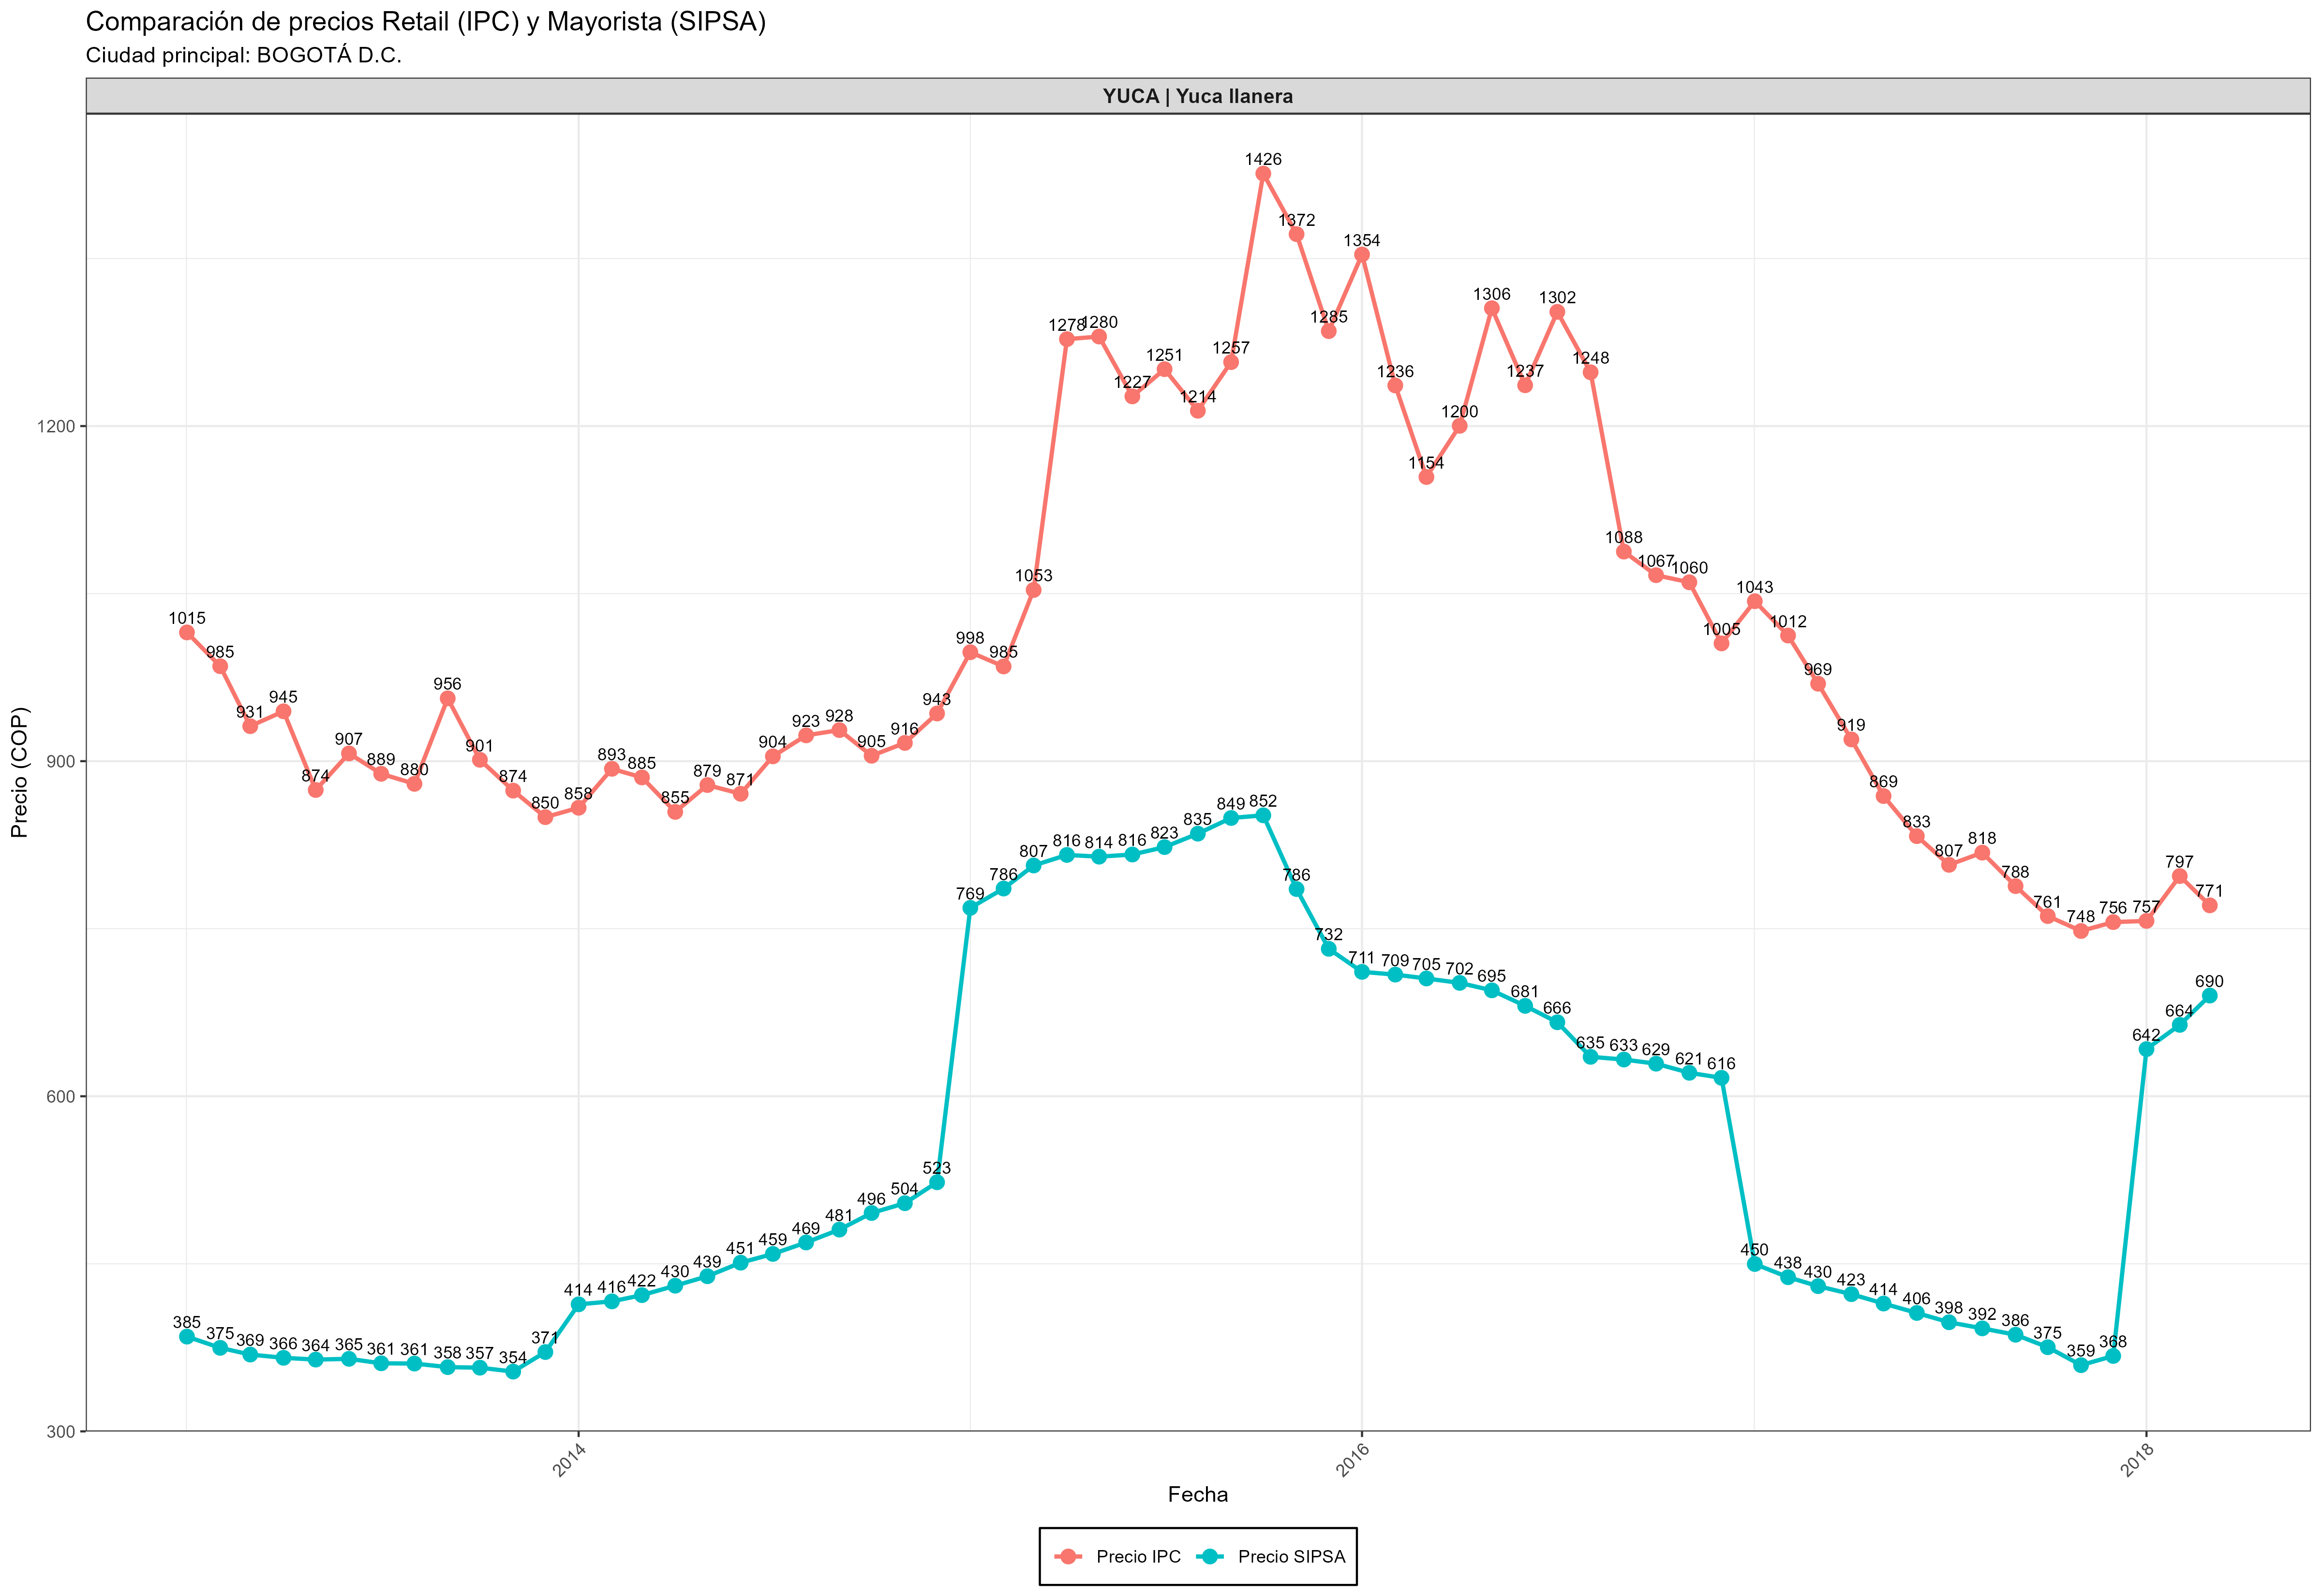 Comparación de precios Retail (IPC) y Mayorista (SIPSA)
Ciudad principal: BOGOTÁ D.C.
YUCA | Yuca llanera
Precio (COP)
1200
900
600
300
1015 985 931 945 874 907 889 880 956 901 874 850 858 893 885 855 879 871 904 923 928 905 916 943 998 985 1053 1278 1280 1227 1251 1214 1257 1426 1372 1285 1354 1236 1154 1200 1306 1237 1302 1248 1088 1067 1060 1005 1043 1012 969 919 869 833 807 818 788 761 748 756 757 797 771
385 375 369 366 364 365 361 361 358 357 354 371 414 416 422 430 439 451 459 469 481 496 504 523 769 786 807 816 814 816 823 835 849 852 786 732 711 709 705 702 695 681 666 635 633 629 621 616 450 438 430 423 414 406 398 392 386 375 359 368 642 664 690
2014 2016 2018
Fecha
Precio IPC Precio SIPSA